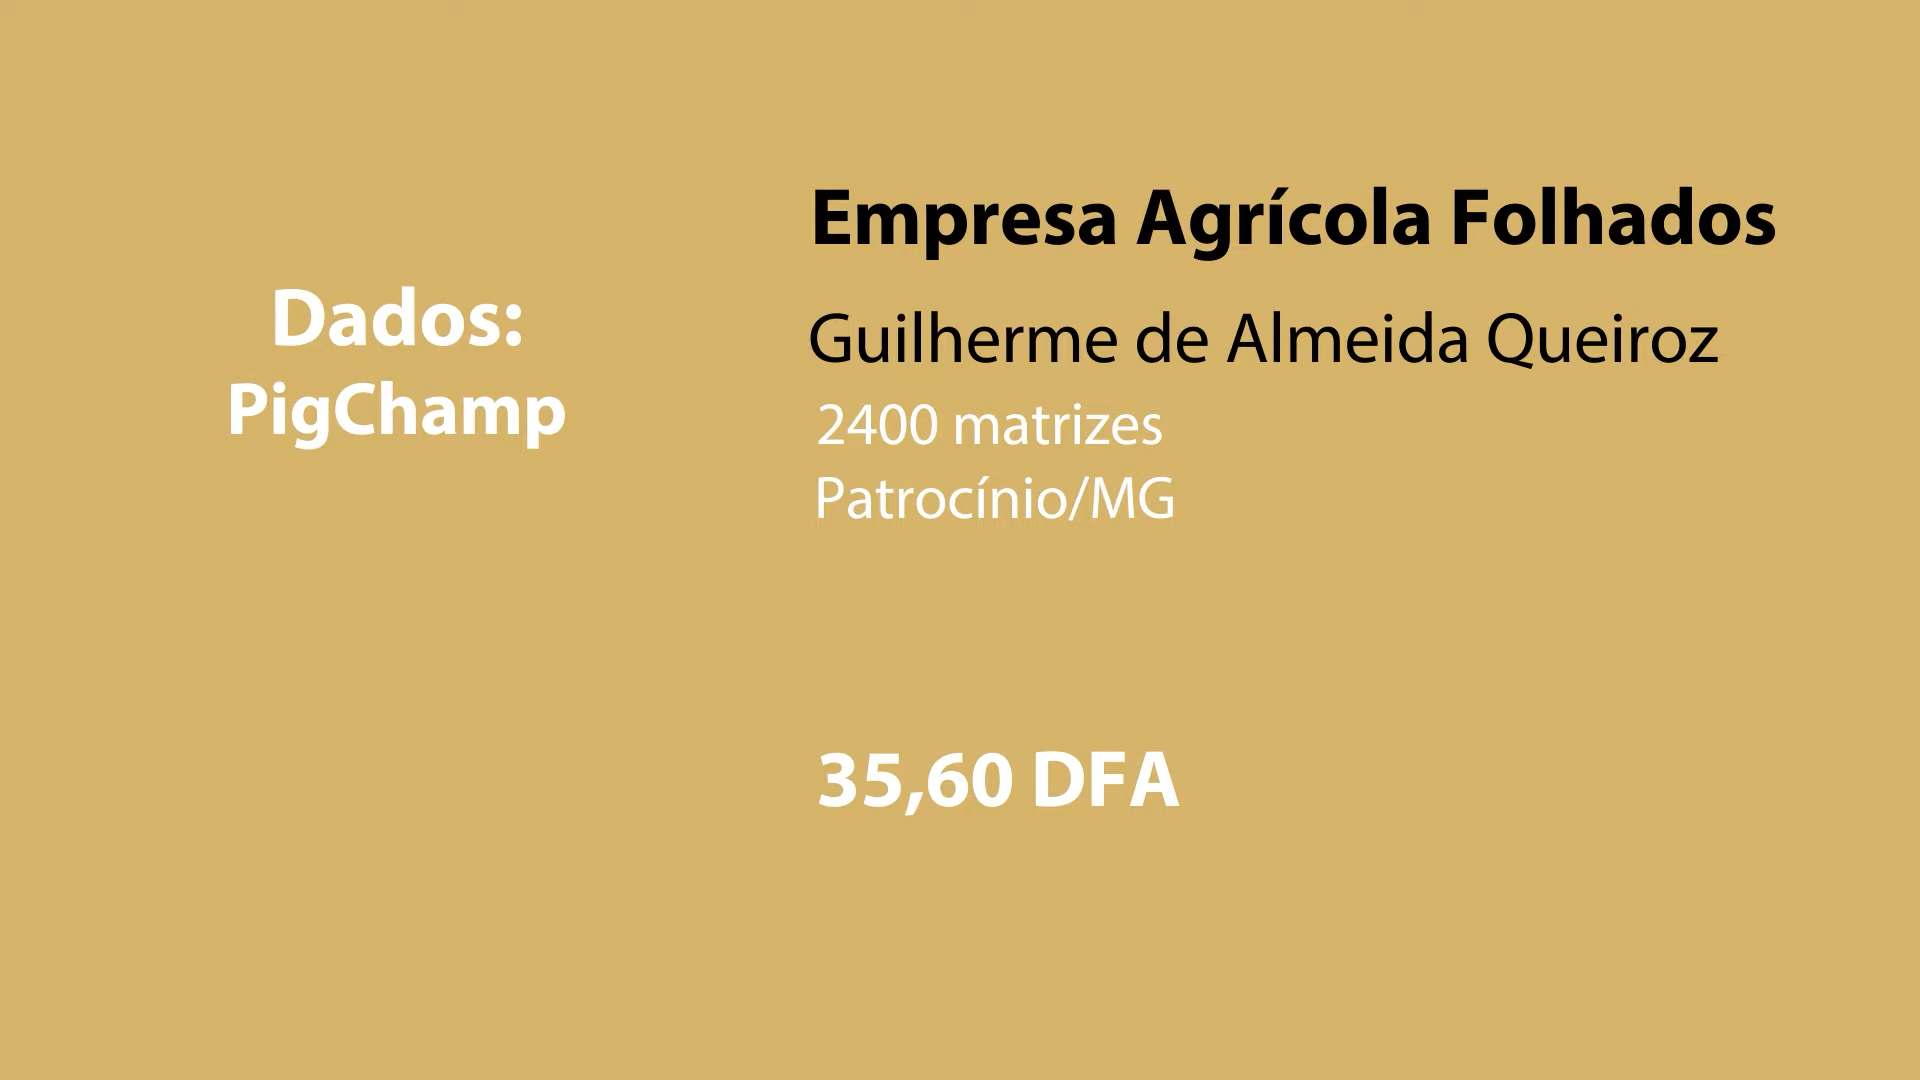 Dados:
PigChamp
Empresa Agrícola Folhados
Guilherme de Almeida Queiroz
2400 matrizes
Patrocínio/MG
35,60 DFA